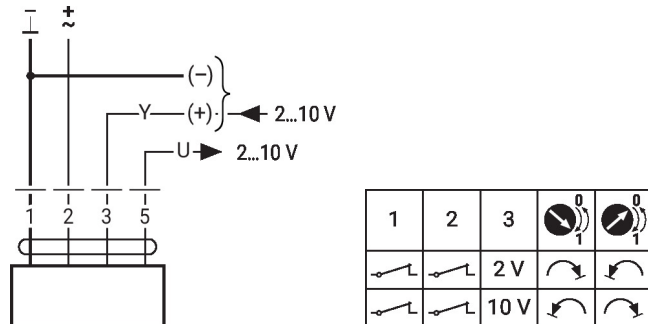 − +
~
(−)
Y (+) 2...10 V
U 2...10 V
1 2 3 5
1 2 3 0 1 0 1
2 V
10 V